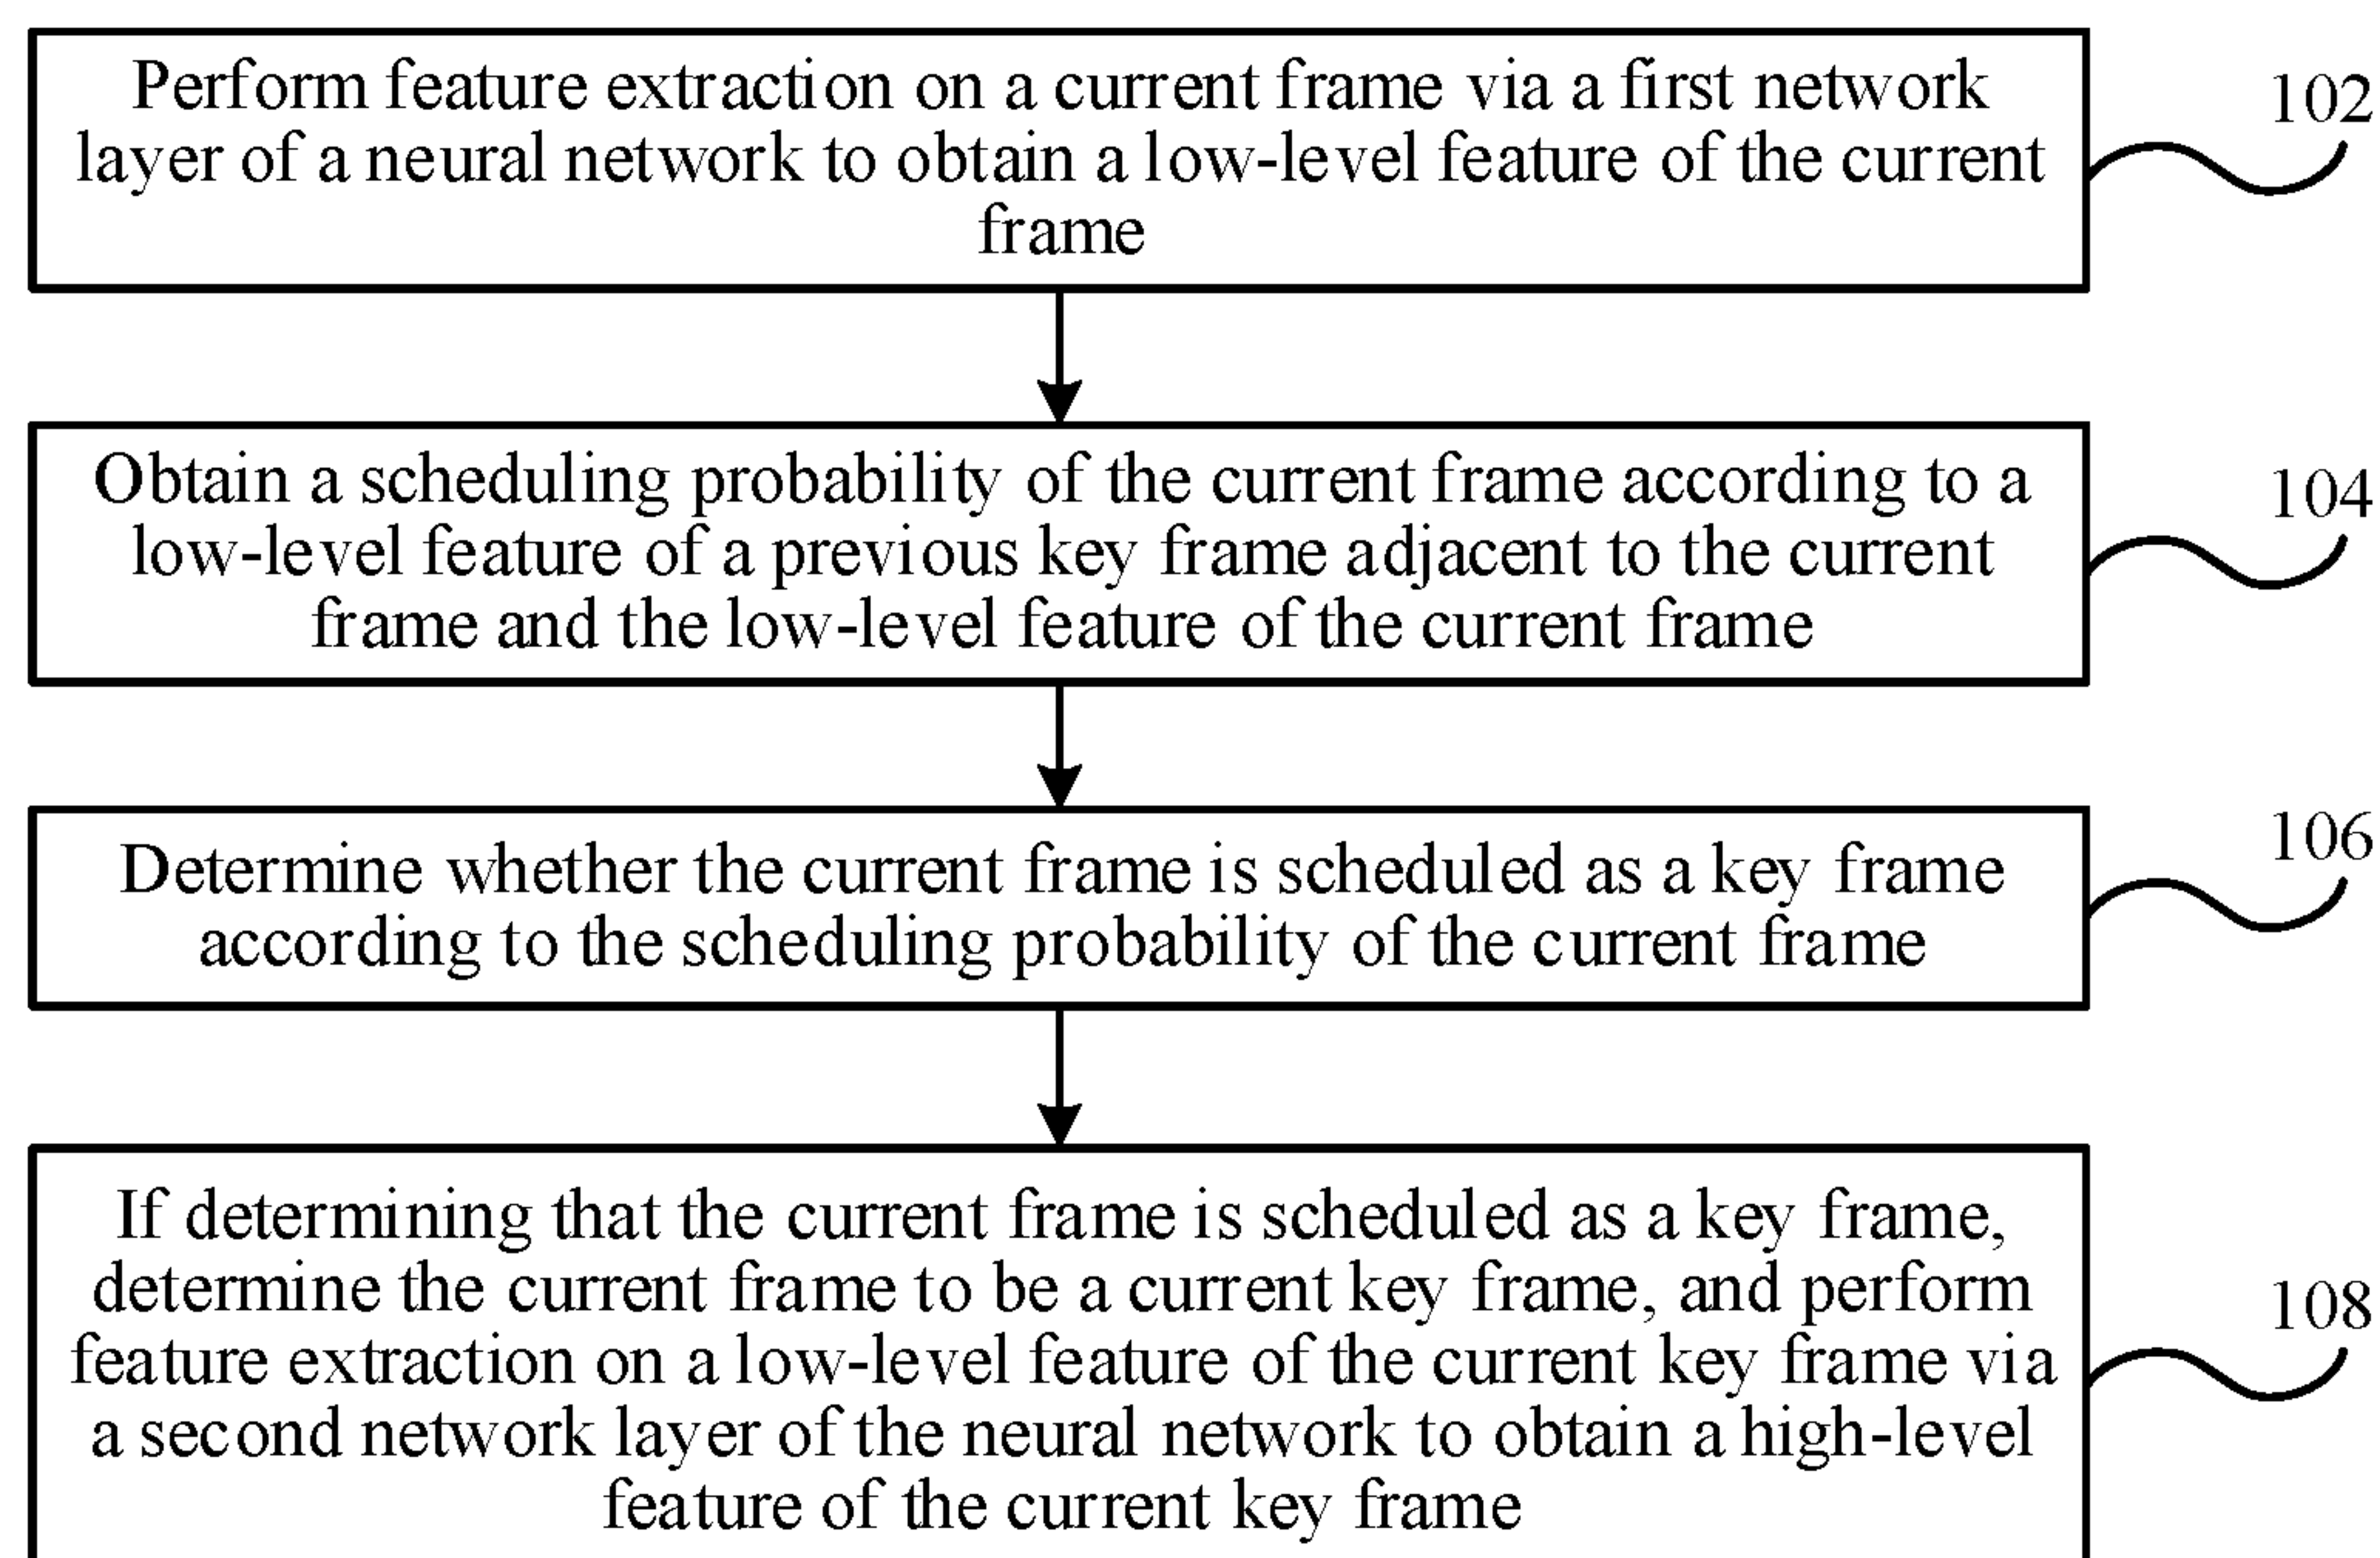 Perform feature extraction on a current frame via a first network
layer of a neural network to obtain a low-level feature of the current
frame
102
Obtain a scheduling probability of the current frame according to a
low-level feature of a previous key frame adjacent to the current
frame and the low-level feature of the current frame
104
Determine whether the current frame is scheduled as a key frame
according to the scheduling probability of the current frame
106
If determining that the current frame is scheduled as a key frame,
determine the current frame to be a current key frame, and perform
feature extraction on a low-level feature of the current key frame via
a second network layer of the neural network to obtain a high-level
feature of the current key frame
108